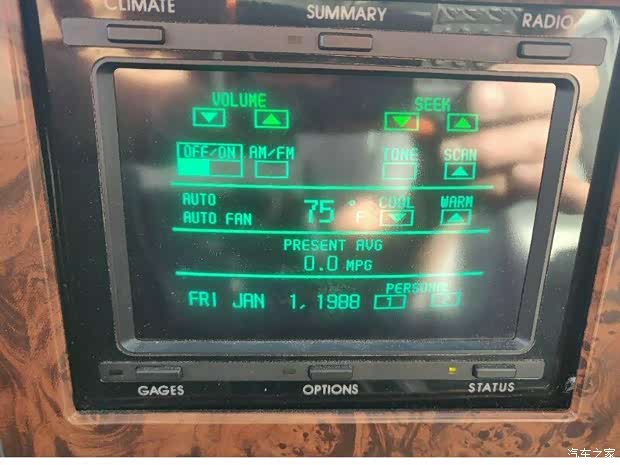 CLIMATE SUMMARY RADIO
VOLUME SEEK
OFF/ON AM/FM TONE SCAN
AUTO 75 °F COOL WARM
AUTO FAN
PRESENT AVG
0.0 MPG
FRI JAN 1, 1988 PERSONAL
1 2
GAGES OPTIONS STATUS
汽车之家